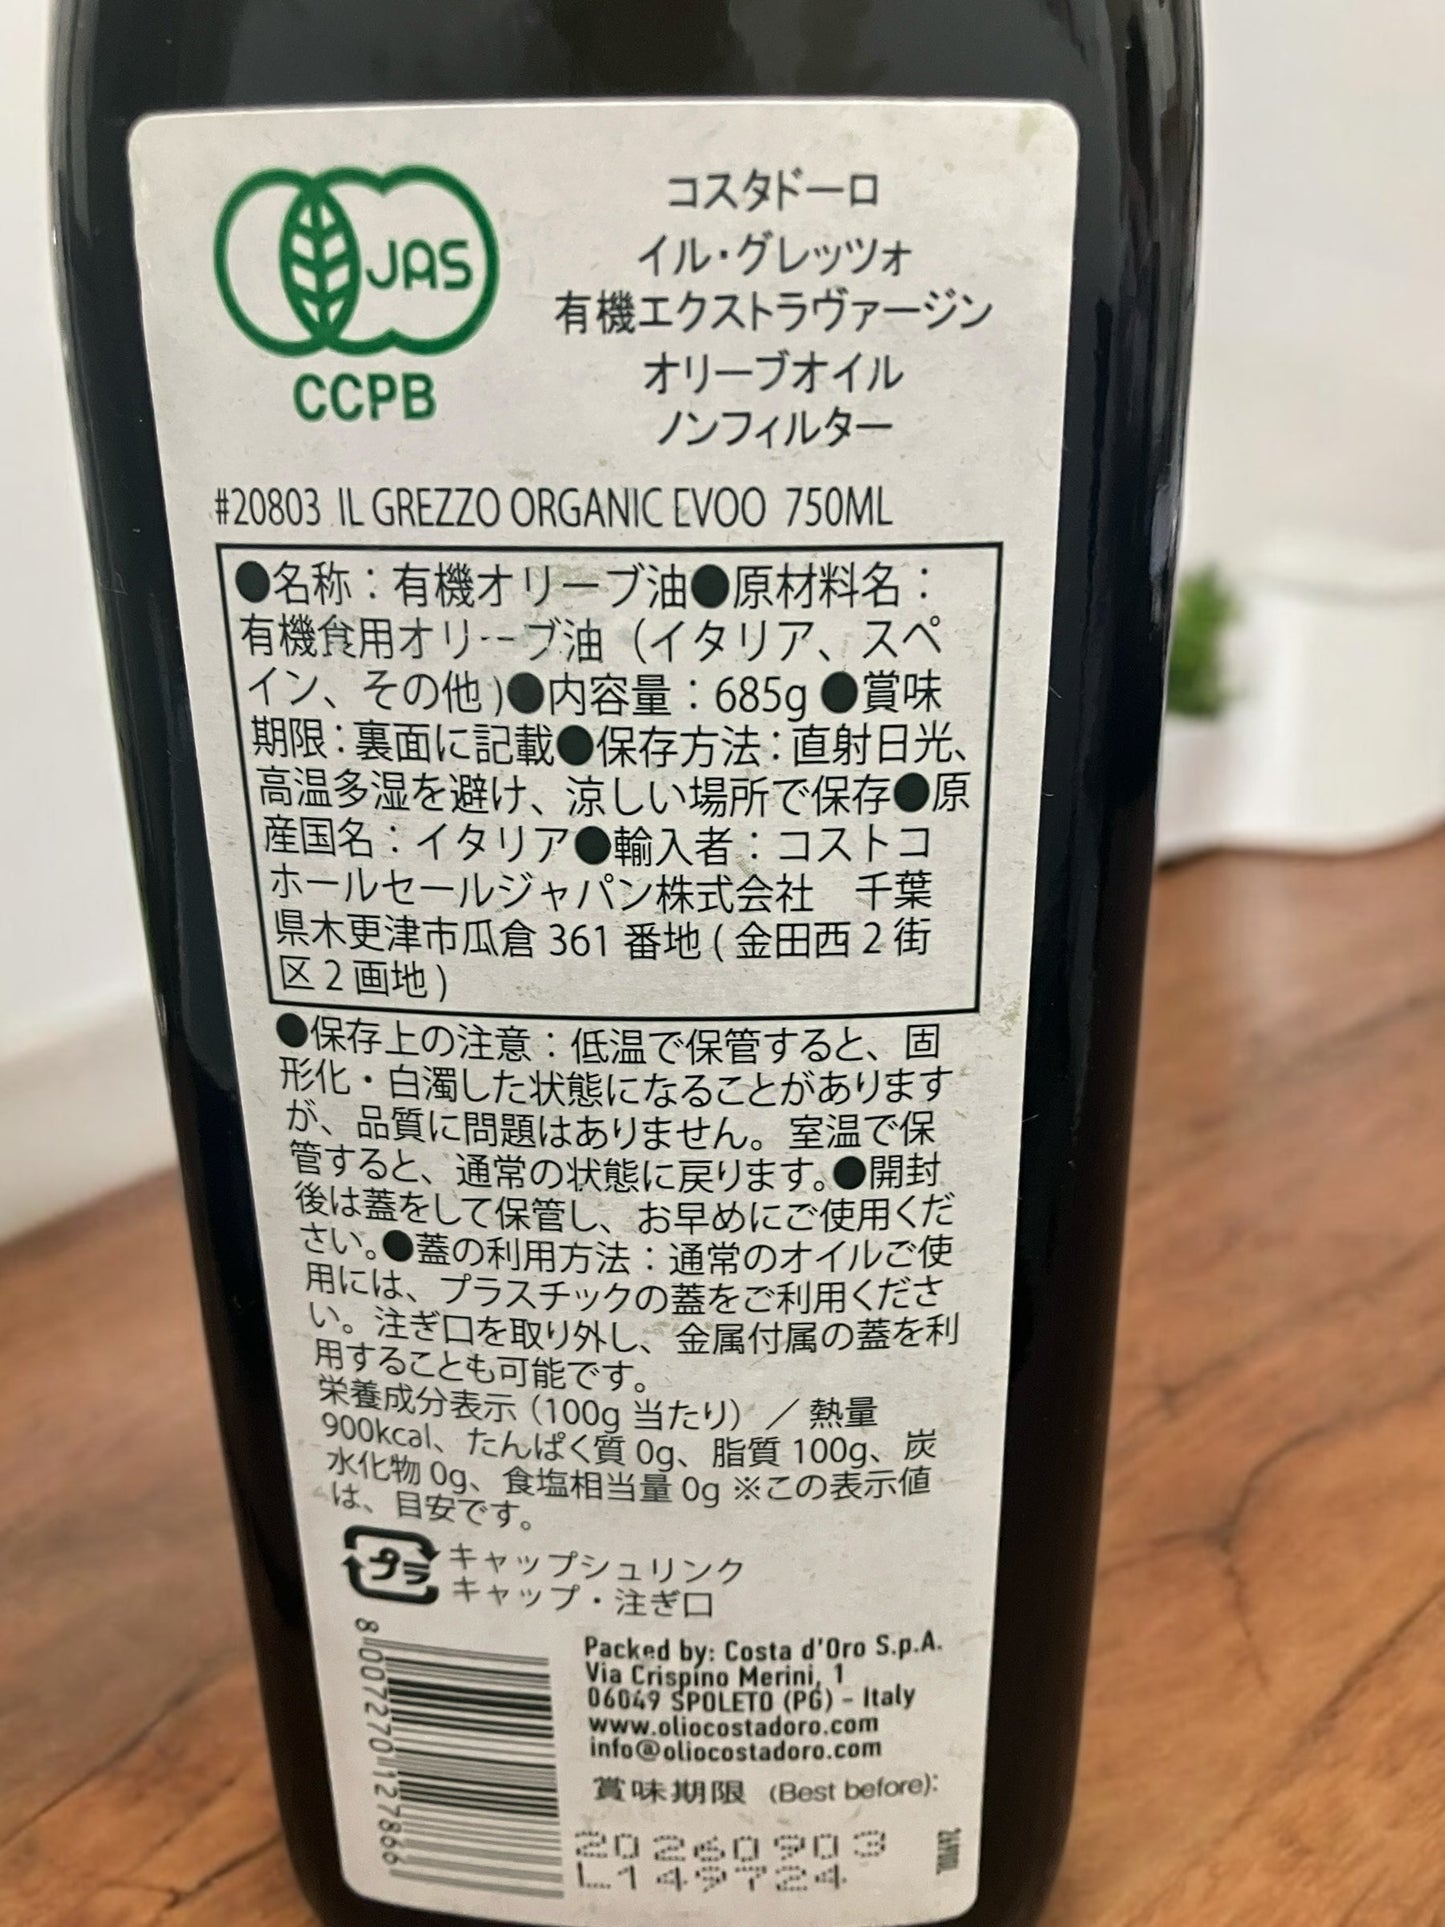 JAS
CCPB
コスタドーロ
イル・グレッツォ
有機エクストラヴァージン
オリーブオイル
ノンフィルター
#20803 IL GREZZO ORGANIC EVOO 750ML
●名称：有機オリーブ油●原材料名：
有機食用オリーブ油（イタリア、スペ
イン、その他)●内容量：685g●賞味
期限：裏面に記載●保存方法：直射日光、
高温多湿を避け、涼しい場所で保存●原
産国名：イタリア●輸入者：コストコ
ホールセールジャパン株式会社　千葉
県木更津市瓜倉 361 番地 ( 金田西 2 街
区 2 画地 )
●保存上の注意：低温で保管すると、固
形化・白濁した状態になることがあります
が、品質に問題はありません。室温で保
管すると、通常の状態に戻ります。●開封
後は蓋をして保管し、お早めにご使用くだ
さい。●蓋の利用方法：通常のオイルご使
用には、プラスチックの蓋をご利用くださ
い。注ぎ口を取り外し、金属付属の蓋を利
用することも可能です。
栄養成分表示（100g 当たり）／熱量
900kcal、たんぱく質 0g、脂質 100g、炭
水化物 0g、食塩相当量 0g ※この表示値
は、目安です。
プラ
キャップシュリンク
キャップ・注ぎ口
8 007270 127866
Packed by: Costa d'Oro S.p.A.
Via Crispino Merini, 1
06049 SPOLETO (PG) - Italy
www.oliocostadoro.com
info@oliocostadoro.com
賞味期限 (Best before):
20260903
L149724